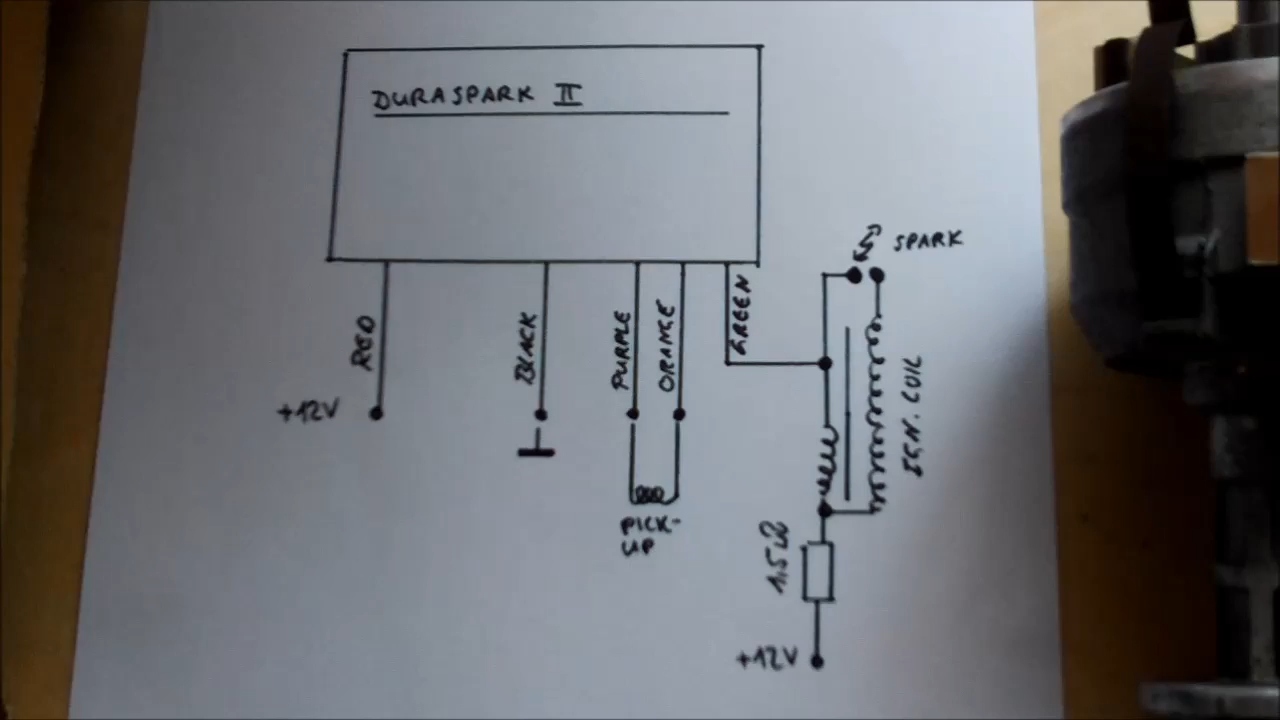 DURASPARK II
SPARK
RED
BLACK
PURPLE
ORANGE
GREEN
+12V
IGN. COIL
PICK-
UP
1,5Ω
+12V